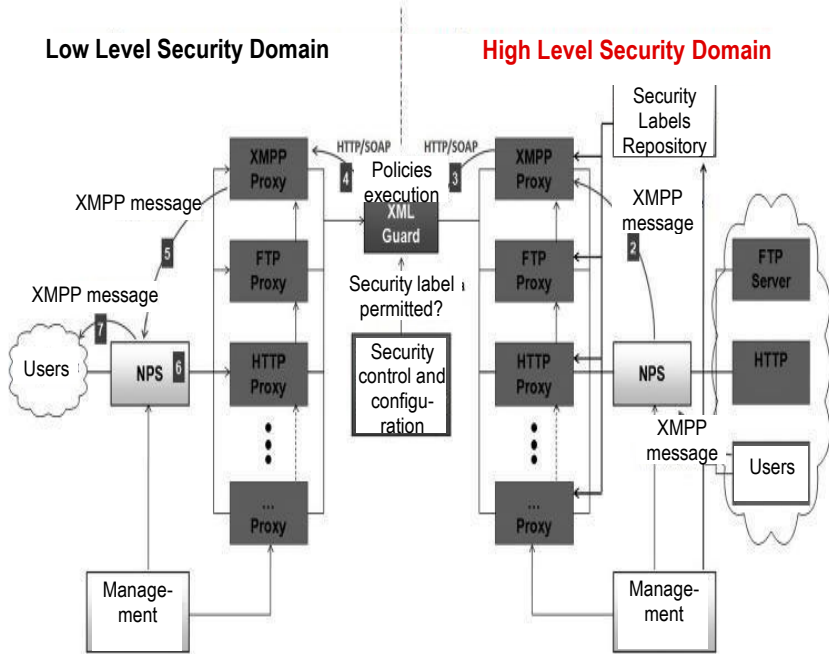 Low Level Security Domain
High Level Security Domain
Security
Labels
Repository
HTTP/SOAP
HTTP/SOAP
XMPP
Proxy
4
Policies
execution
3
XMPP
Proxy
XMPP message
XML
Guard
XMPP
message
5
2
FTP
Proxy
FTP
Proxy
FTP
Server
XMPP message
Security label
permitted?
7
Users
NPS
6
HTTP
Proxy
Security
control and
configu-
ration
HTTP
Proxy
NPS
HTTP
XMPP
message
Users
...
Proxy
...
Proxy
Manage-
ment
Manage-
ment